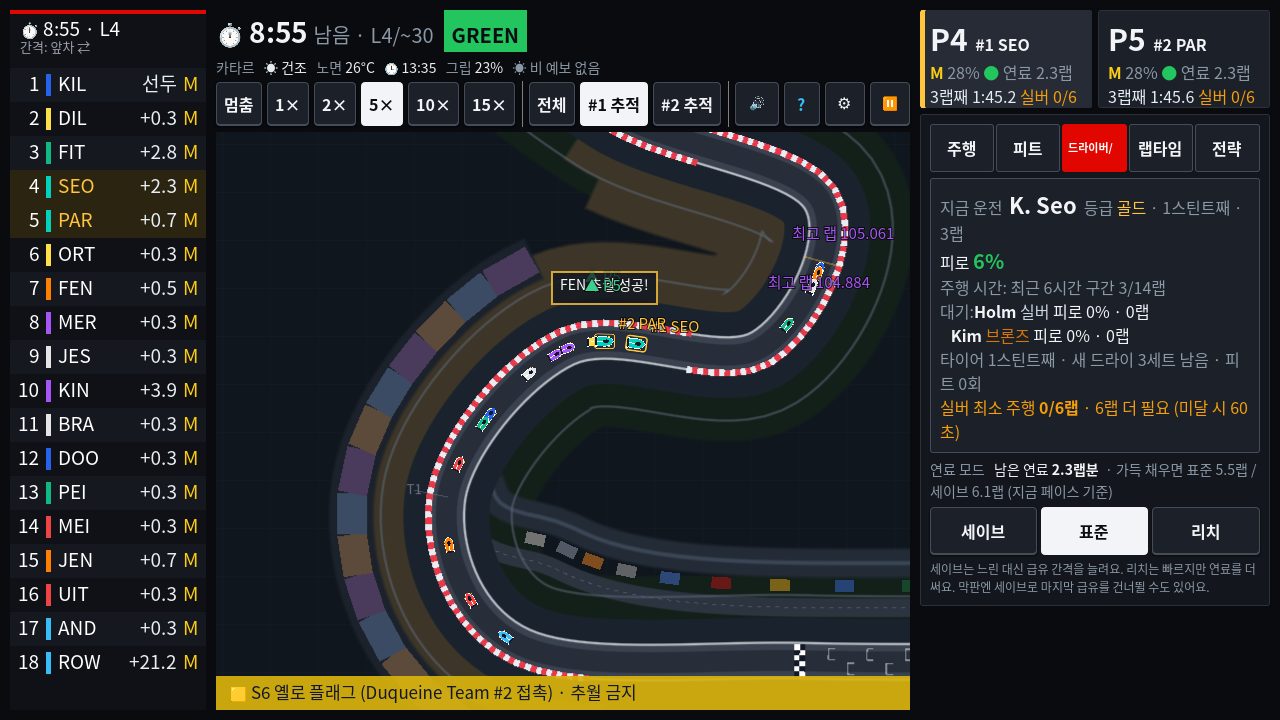 8:55 · L4
간격: 앞차 ⇄
1 KIL 선두 M
2 DIL +0.3 M
3 FIT +2.8 M
4 SEO +2.3 M
5 PAR +0.7 M
6 ORT +0.3 M
7 FEN +0.5 M
8 MER +0.3 M
9 JES +0.3 M
10 KIN +3.9 M
11 BRA +0.3 M
12 DOO +0.3 M
13 PEI +0.3 M
14 MEI +0.3 M
15 JEN +0.7 M
16 UIT +0.3 M
17 AND +0.3 M
18 ROW +21.2 M
8:55 남음 · L4/~30 GREEN
카타르 건조 노면 26°C 13:35 그립 23% 비 예보 없음
멈춤 1× 2× 5× 10× 15× 전체 #1 추적 #2 추적 ?
최고 랩 105.061
최고 랩 104.884
FEN 추월 성공!
#2 PAR SEO
T1
S6 옐로 플래그 (Duqueine Team #2 접촉) · 추월 금지
P4 #1 SEO
M 28% 연료 2.3랩
3랩째 1:45.2 실버 0/6
P5 #2 PAR
M 28% 연료 2.3랩
3랩째 1:45.6 실버 0/6
주행 피트 드라이버/ 랩타임 전략
지금 운전 K. Seo 등급 골드 · 1스틴트째 ·
3랩
피로 6%
주행 시간: 최근 6시간 구간 3/14랩
대기:Holm 실버 피로 0% · 0랩
Kim 브론즈 피로 0% · 0랩
타이어 1스틴트째 · 새 드라이 3세트 남음 · 피
트 0회
실버 최소 주행 0/6랩 · 6랩 더 필요 (미달 시 60
초)
연료 모드 남은 연료 2.3랩분 · 가득 채우면 표준 5.5랩 /
세이브 6.1랩 (지금 페이스 기준)
세이브 표준 리치
세이브는 느린 대신 급유 간격을 늘려요. 리치는 빠르지만 연료를 더
써요. 막판엔 세이브로 마지막 급유를 건너뛸 수도 있어요.